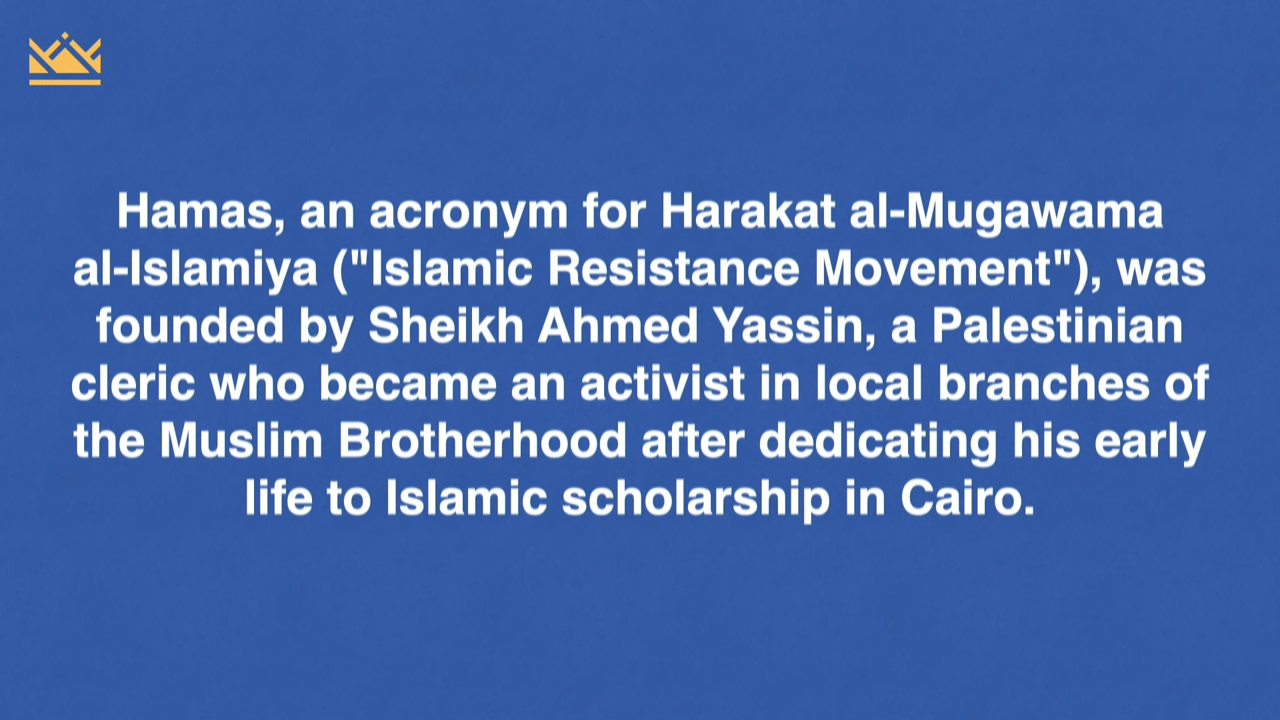 Hamas, an acronym for Harakat al-Mugawama
al-Islamiya ("Islamic Resistance Movement"), was
founded by Sheikh Ahmed Yassin, a Palestinian
cleric who became an activist in local branches of
the Muslim Brotherhood after dedicating his early
life to Islamic scholarship in Cairo.